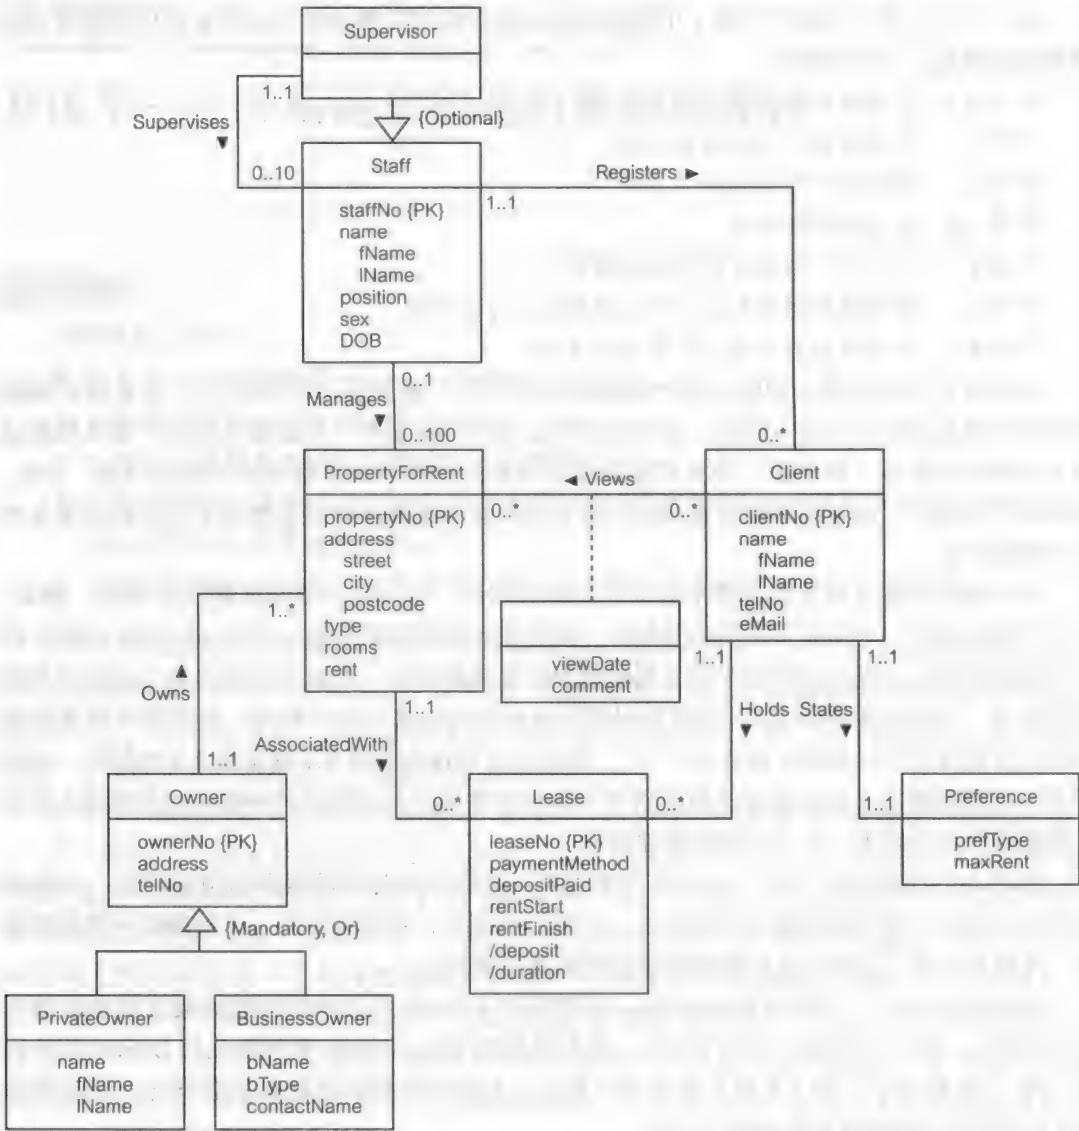 Supervisor
1..1
Supervises
▼
{Optional}
0..10
Staff
Registers ►
1..1
staffNo {PK}
name
fName
lName
position
sex
DOB
0..1
Manages
▼
0..100
0..*
PropertyForRent
◄ Views
Client
0..*
0..*
propertyNo {PK}
address
street
city
postcode
type
rooms
rent
clientNo {PK}
name
fName
lName
telNo
eMail
1..*
viewDate
comment
1..1
1..1
▲
Owns
1..1
Holds
▼
States
▼
AssociatedWith
▼
1..1
Owner
0..*
Lease
0..*
1..1
Preference
ownerNo {PK}
address
telNo
leaseNo {PK}
paymentMethod
depositPaid
rentStart
rentFinish
/deposit
/duration
prefType
maxRent
{Mandatory, Or}
PrivateOwner
BusinessOwner
name
fName
lName
bName
bType
contactName